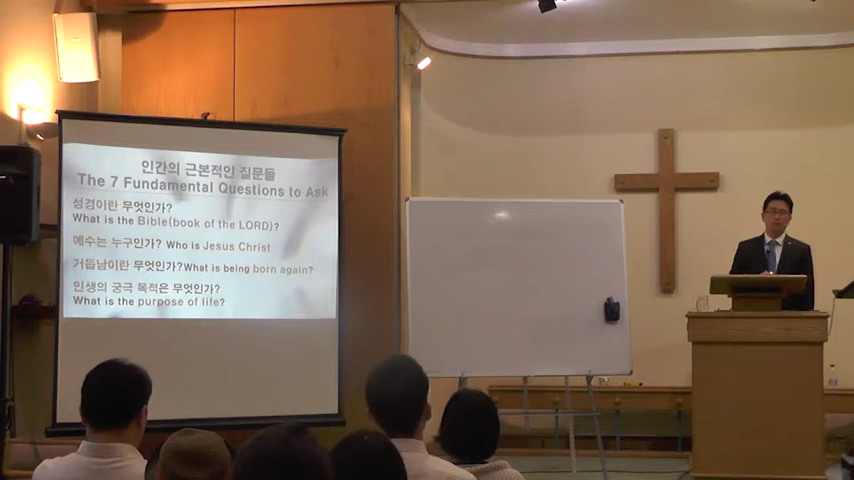 인간의 근본적인 질문들
The 7 Fundamental Questions to Ask
성경이란 무엇인가?
What is the Bible(book of the LORD)?
예수는 누구인가? Who is Jesus Christ
거듭남이란 무엇인가?What is being born again?
인생의 궁극 목적은 무엇인가?
What is the purpose of life?